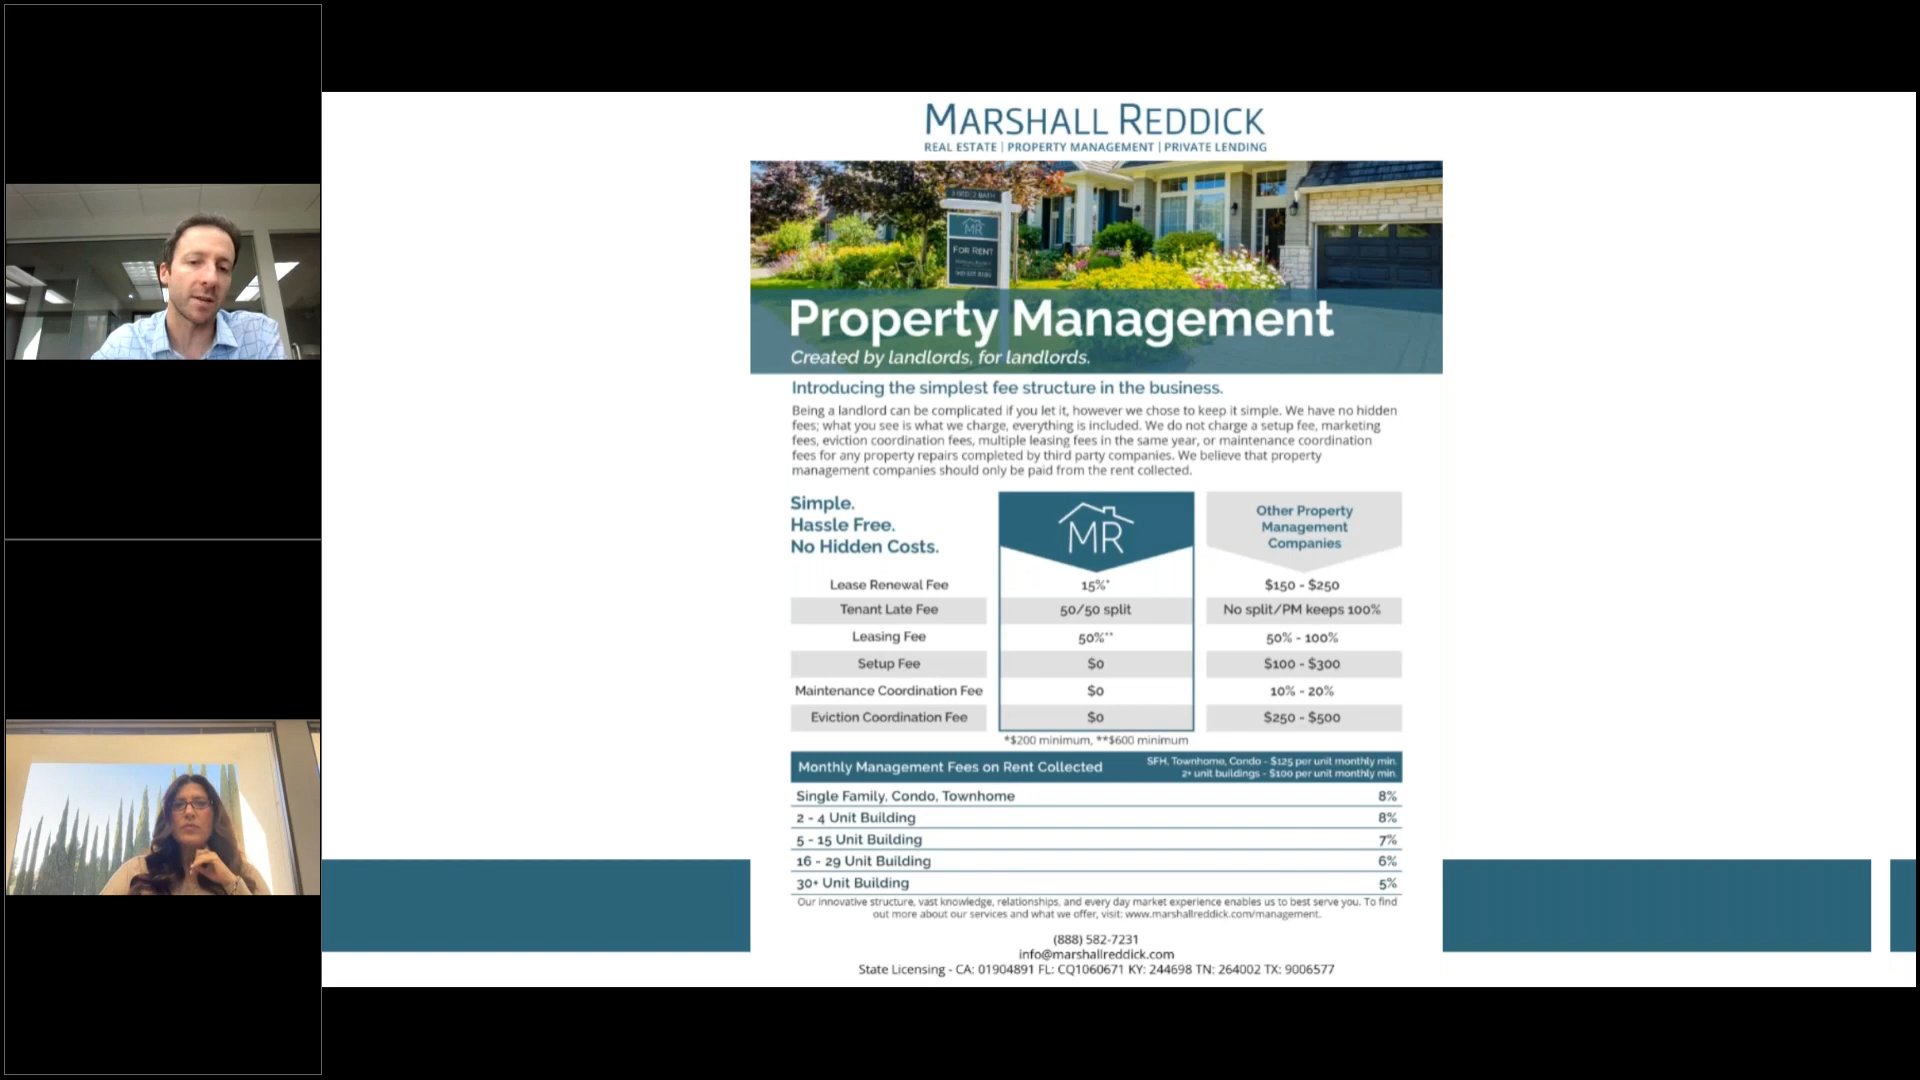 MARSHALL REDDICK
REAL ESTATE | PROPERTY MANAGEMENT | PRIVATE LENDING
MR
FOR RENT
Property Management
Created by landlords, for landlords.
Introducing the simplest fee structure in the business.
Being a landlord can be complicated if you let it, however we chose to keep it simple. We have no hidden
fees; what you see is what we charge, everything is included. We do not charge a setup fee, marketing
fees, eviction coordination fees, multiple leasing fees in the same year, or maintenance coordination
fees for any property repairs completed by third party companies. We believe that property
management companies should only be paid from the rent collected.
Simple.
Hassle Free.
No Hidden Costs.
MR
Other Property
Management
Companies
Lease Renewal Fee 15%* $150 - $250
Tenant Late Fee 50/50 split No split/PM keeps 100%
Leasing Fee 50%** 50% - 100%
Setup Fee $0 $100 - $300
Maintenance Coordination Fee $0 10% - 20%
Eviction Coordination Fee $0 $250 - $500
*$200 minimum, **$600 minimum
Monthly Management Fees on Rent Collected
SFH, Townhome, Condo - $125 per unit monthly min.
2+ unit buildings - $100 per unit monthly min.
Single Family, Condo, Townhome 8%
2 - 4 Unit Building 8%
5 - 15 Unit Building 7%
16 - 29 Unit Building 6%
30+ Unit Building 5%
Our innovative structure, vast knowledge, relationships, and every day market experience enables us to best serve you. To find
out more about our services and what we offer, visit: www.marshallreddick.com/management.
(888) 582-7231
info@marshallreddick.com
State Licensing - CA: 01904891 FL: CQ1060671 KY: 244698 TN: 264002 TX: 9006577